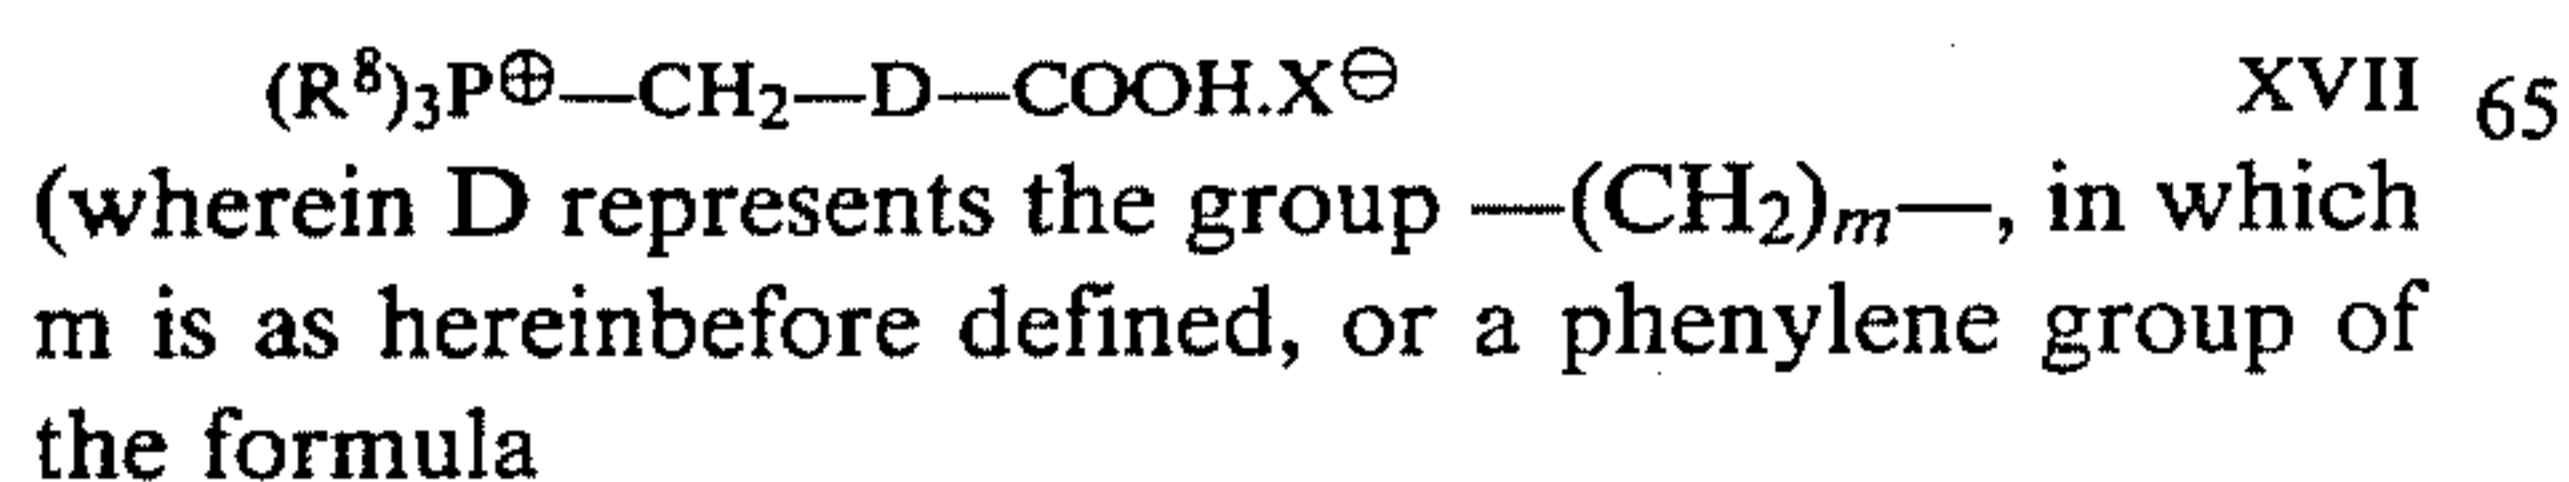 (R⁸)₃P⊕—CH₂—D—COOH.X⊖ XVII 65
(wherein D represents the group —(CH₂)ₘ—, in which
m is as hereinbefore defined, or a phenylene group of
the formula